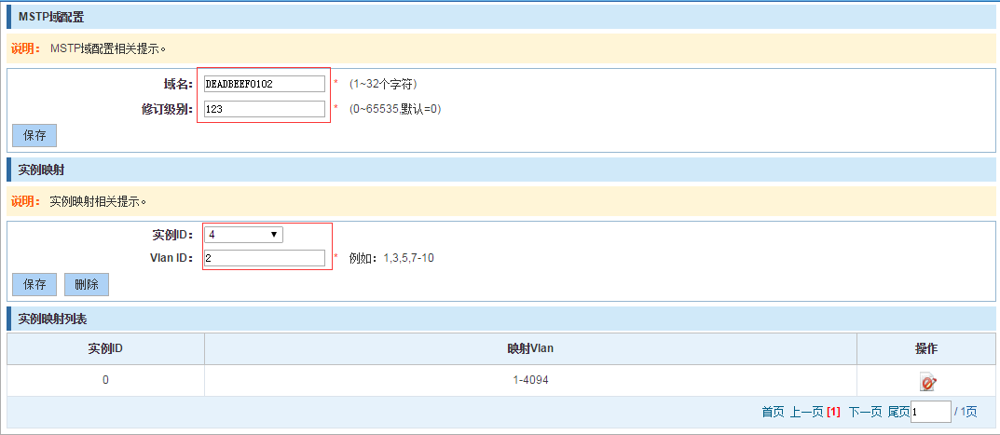 MSTP域配置
说明： MSTP域配置相关提示。
域名： DEADBEEF0102 * (1~32个字符)
修订级别： 123 * (0~65535,默认=0)
保存
实例映射
说明： 实例映射相关提示。
实例ID： 4
Vlan ID： 2 * 例如：1,3,5,7-10
保存 删除
实例映射列表
实例ID 映射Vlan 操作
0 1-4094
首页 上一页 [1] 下一页 尾页 1 / 1页